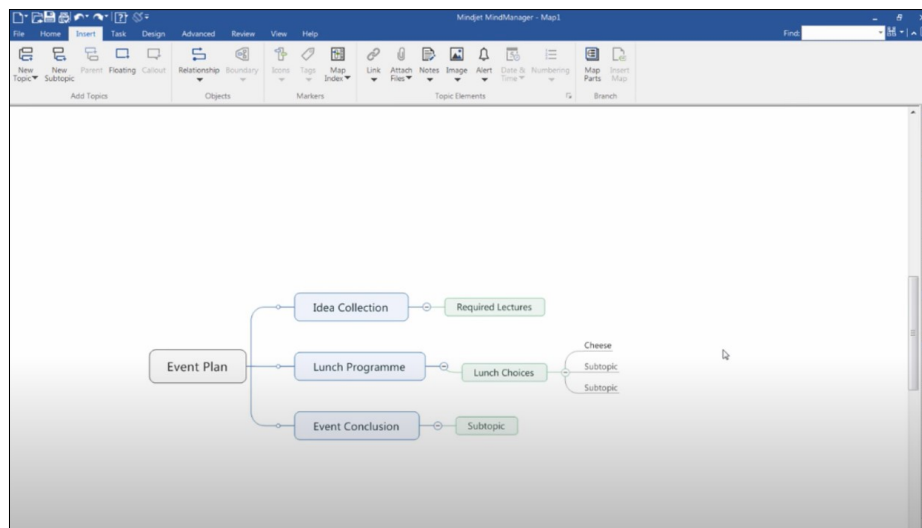 Mindjet MindManager - Map1
File Home Insert Task Design Advanced Review View Help Find:
New Topic New Subtopic Parent Floating Callout Relationship Boundary Icons Tags Map Index Link Attach Files Notes Image Alert Date & Time Numbering Map Parts Insert Map
Add Topics Objects Markers Topic Elements Branch
Idea Collection Required Lectures
Cheese
Event Plan Lunch Programme Lunch Choices Subtopic
Subtopic
Event Conclusion Subtopic